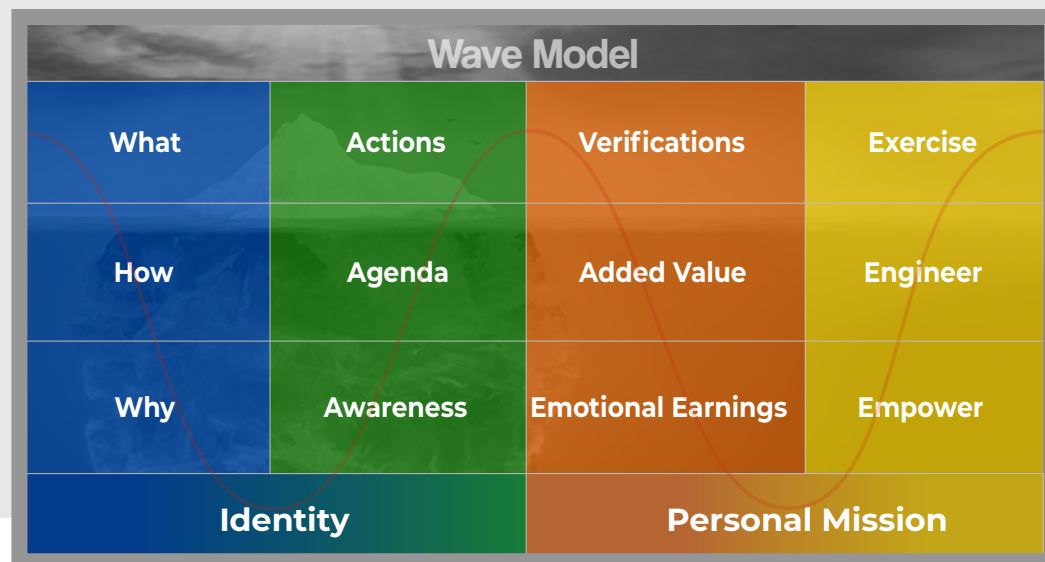 Wave Model
What Actions Verifications Exercise
How Agenda Added Value Engineer
Why Awareness Emotional Earnings Empower
Identity Personal Mission